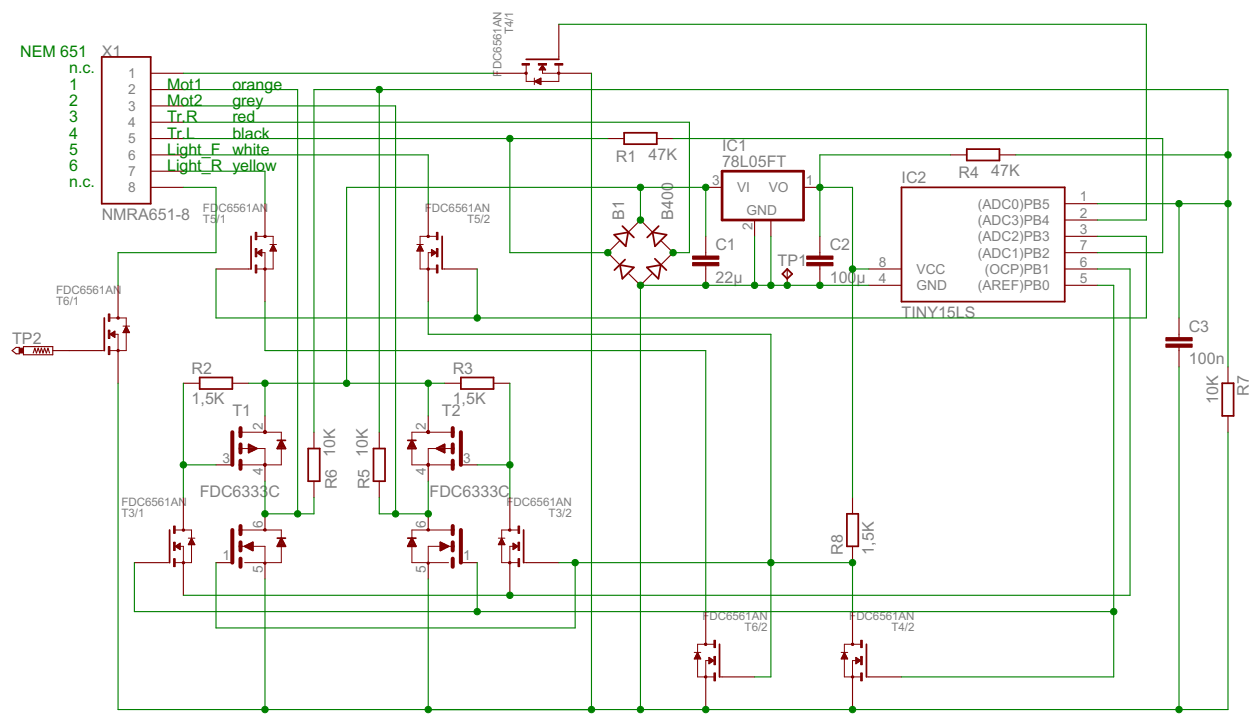 FDC6561AN
T4/1
NEM 651
X1
n.c.
1
1
2
Mot1
orange
2
3
Mot2
grey
3
4
Tr.R
red
4
5
Tr.L
black
5
6
Light_F
white
6
7
Light_R
yellow
n.c.
8
NMRA651-8
R1
47K
IC1
78L05FT
3
VI
VO
1
GND
2
R4
47K
IC2
(ADC0)PB5
1
(ADC3)PB4
2
(ADC2)PB3
3
(ADC1)PB2
7
(OCP)PB1
6
(AREF)PB0
5
8
VCC
4
GND
TINY15LS
B1
B400
C1
22µ
TP1
C2
100µ
FDC6561AN
T5/1
FDC6561AN
T5/2
FDC6561AN
T6/1
TP2
C3
100n
10K
R7
R2
1,5K
R3
1,5K
T1
2
3
4
T2
2
3
4
10K
R6
10K
R5
FDC6333C
FDC6333C
FDC6561AN
T3/1
6
1
5
6
1
5
FDC6561AN
T3/2
R8
1,5K
FDC6561AN
T6/2
FDC6561AN
T4/2